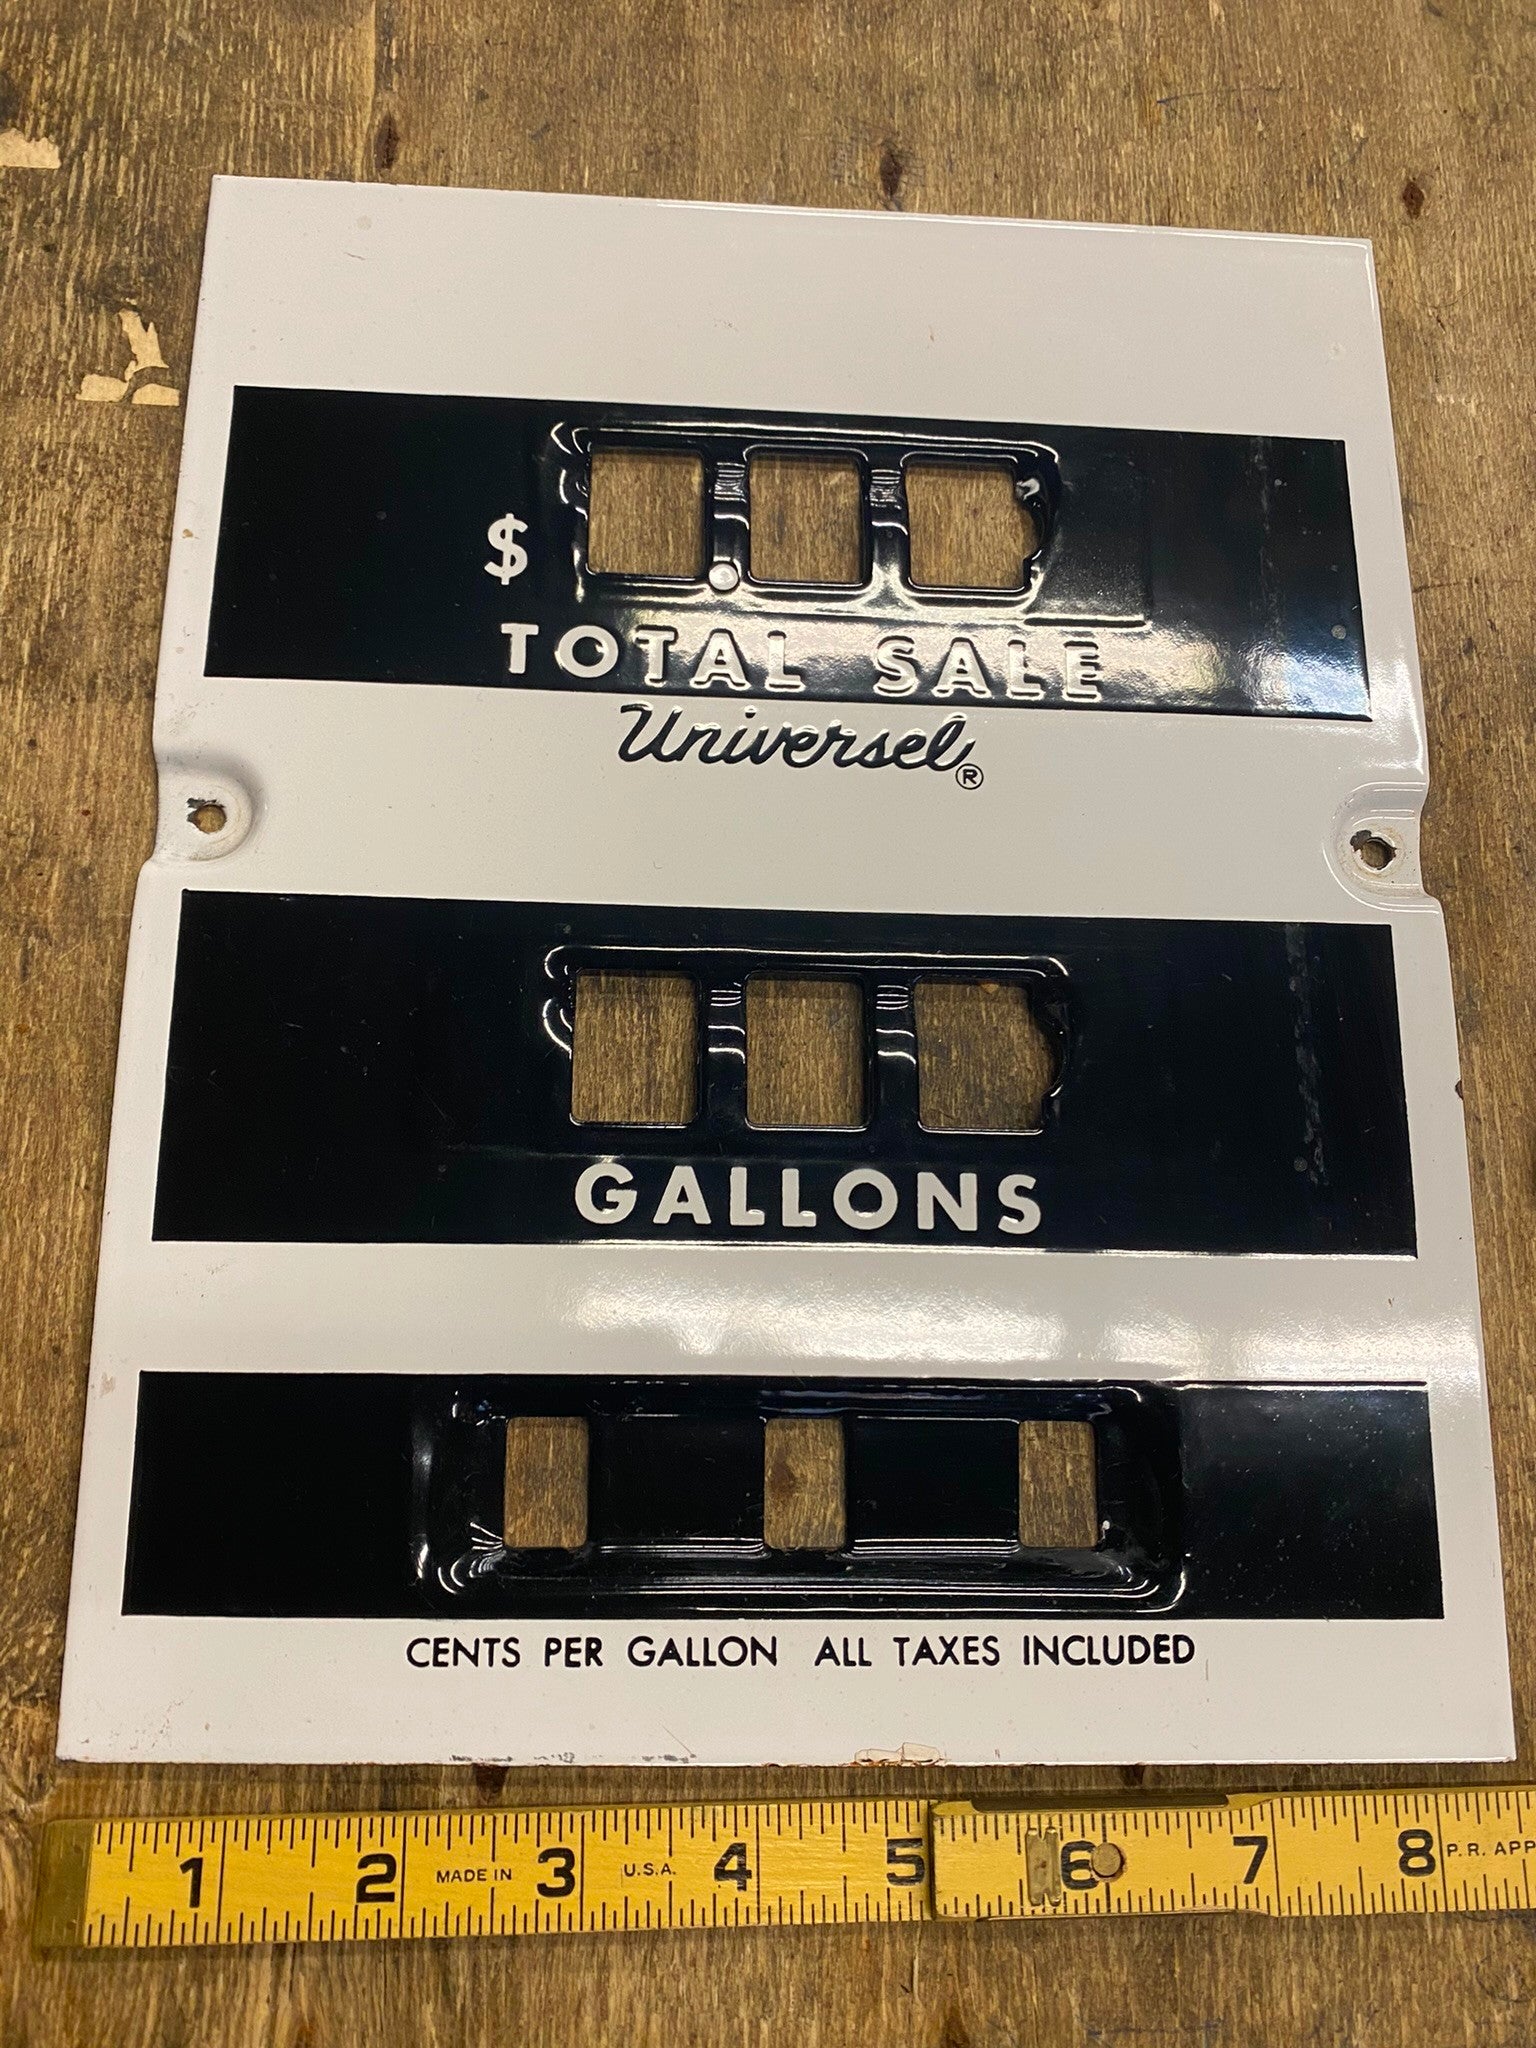 $ .
TOTAL SALE
Universel®
GALLONS
CENTS PER GALLON ALL TAXES INCLUDED
1 2 MADE IN 3 U.S.A. 4 5 6 7 8 P.R. APP